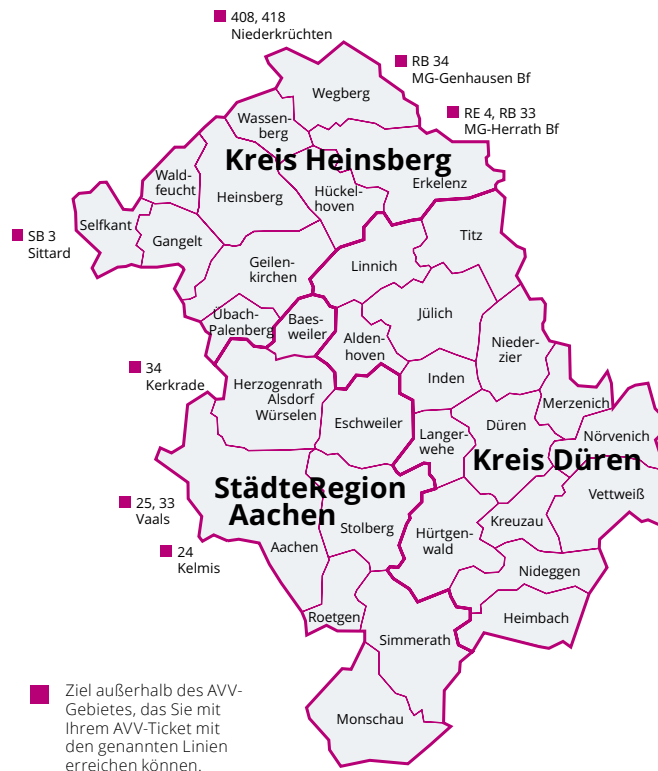 408, 418
Niederkrüchten
RB 34
MG-Genhausen Bf
Wegberg
RE 4, RB 33
MG-Herrath Bf
Wassen-
berg
Kreis Heinsberg
Wald-
feucht
Heinsberg
Hückel-
hoven
Erkelenz
Selfkant
SB 3
Sittard
Gangelt
Titz
Geilen-
kirchen
Linnich
Übach-
Palenberg
Baes-
weiler
Jülich
Alden-
hoven
Nieder-
zier
34
Kerkrade
Herzogenrath
Alsdorf
Würselen
Inden
Merzenich
Eschweiler
Langer-
wehe
Düren
Nörvenich
Kreis Düren
StädteRegion
Aachen
Vettweiß
25, 33
Vaals
Stolberg
Hürtgen-
wald
Kreuzau
24
Kelmis
Aachen
Nideggen
Roetgen
Heimbach
Simmerath
Monschau
Ziel außerhalb des AVV-
Gebietes, das Sie mit
Ihrem AVV-Ticket mit
den genannten Linien
erreichen können.